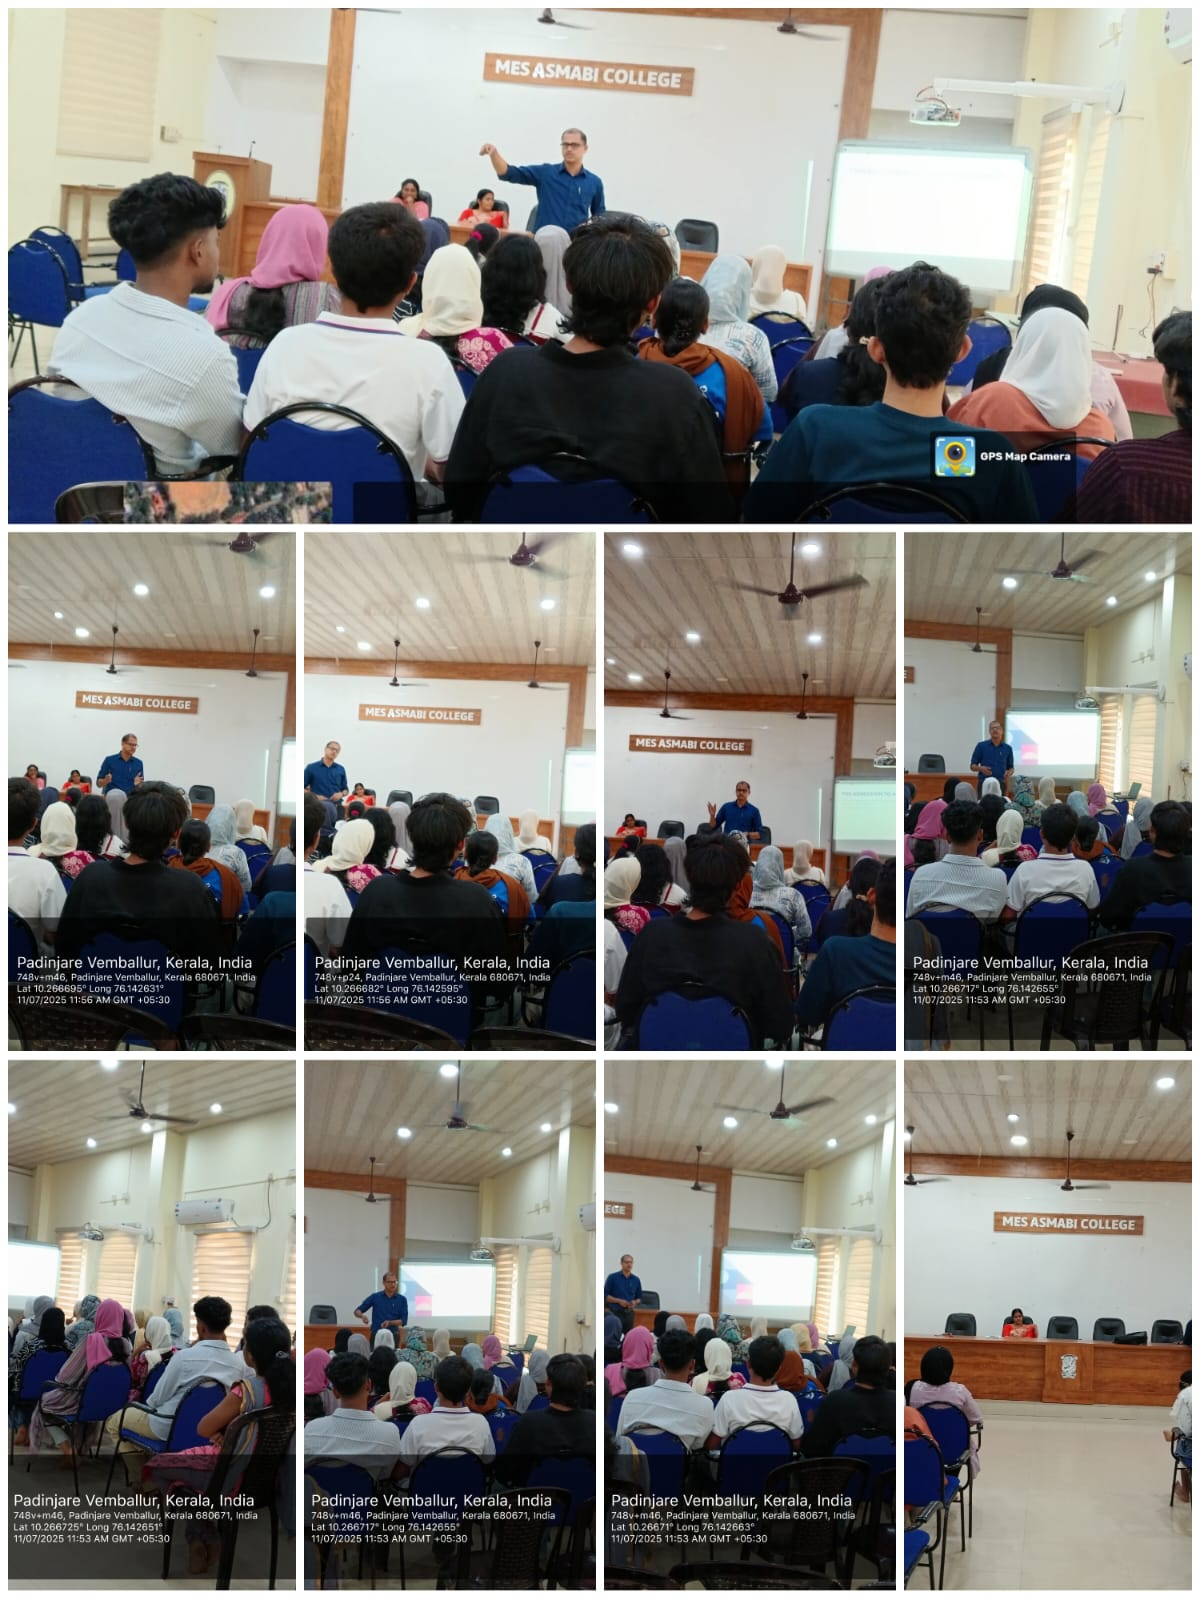 MES ASMABI COLLEGE
GPS Map Camera
MES ASMABI COLLEGE
Padinjare Vemballur, Kerala, India
748v+m46, Padinjare Vemballur, Kerala 680671, India
Lat 10.266695° Long 76.142631°
11/07/2025 11:56 AM GMT +05:30
MES ASMABI COLLEGE
Padinjare Vemballur, Kerala, India
748v+p24, Padinjare Vemballur, Kerala 680671, India
Lat 10.266682° Long 76.142595°
11/07/2025 11:56 AM GMT +05:30
MES ASMABI COLLEGE
Padinjare Vemballur, Kerala, India
748v+m46, Padinjare Vemballur, Kerala 680671, India
Lat 10.266717° Long 76.142655°
11/07/2025 11:53 AM GMT +05:30
Padinjare Vemballur, Kerala, India
748v+m46, Padinjare Vemballur, Kerala 680671, India
Lat 10.266725° Long 76.142651°
11/07/2025 11:53 AM GMT +05:30
Padinjare Vemballur, Kerala, India
748v+m46, Padinjare Vemballur, Kerala 680671, India
Lat 10.266717° Long 76.142655°
11/07/2025 11:53 AM GMT +05:30
EGE
Padinjare Vemballur, Kerala, India
748v+m46, Padinjare Vemballur, Kerala 680671, India
Lat 10.26671° Long 76.142663°
11/07/2025 11:53 AM GMT +05:30
MES ASMABI COLLEGE